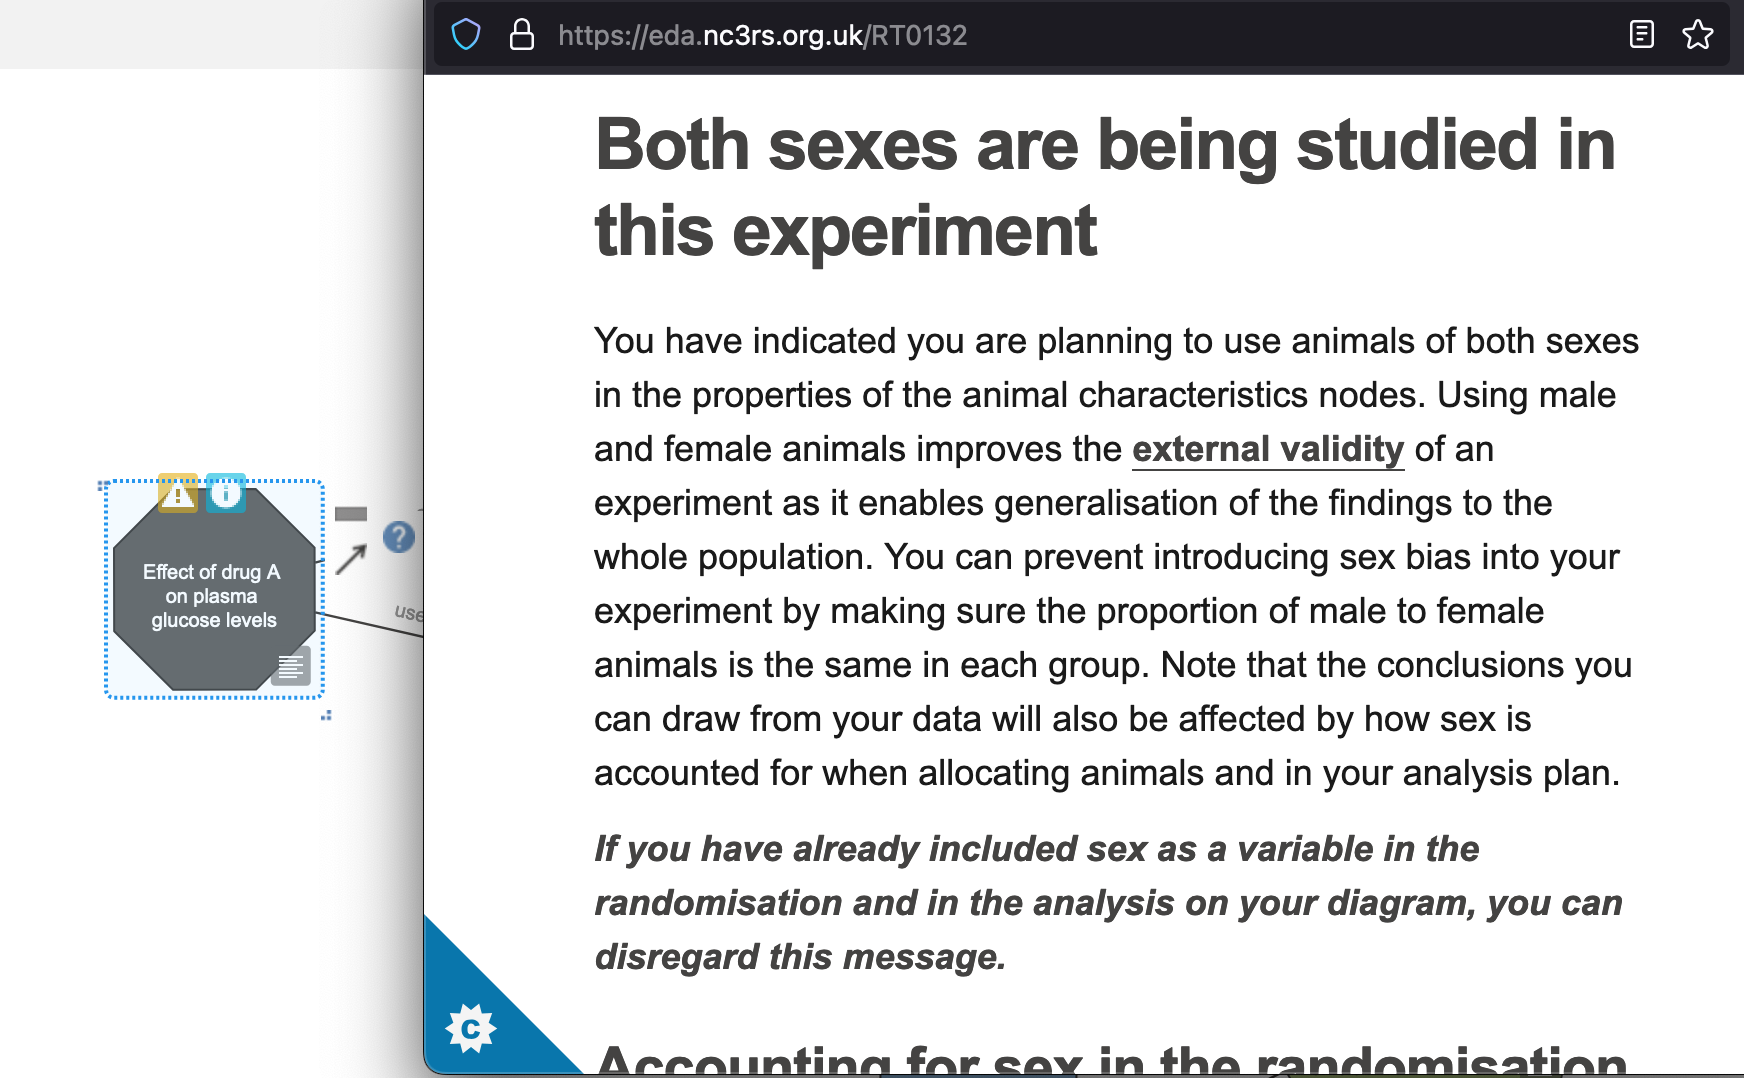 https://eda.nc3rs.org.uk/RT0132
Both sexes are being studied in
this experiment
You have indicated you are planning to use animals of both sexes
in the properties of the animal characteristics nodes. Using male
and female animals improves the external validity of an
experiment as it enables generalisation of the findings to the
whole population. You can prevent introducing sex bias into your
experiment by making sure the proportion of male to female
animals is the same in each group. Note that the conclusions you
can draw from your data will also be affected by how sex is
accounted for when allocating animals and in your analysis plan.
If you have already included sex as a variable in the
randomisation and in the analysis on your diagram, you can
disregard this message.
Accounting for sex in the randomisation
Effect of drug A
on plasma
glucose levels
?
use
C